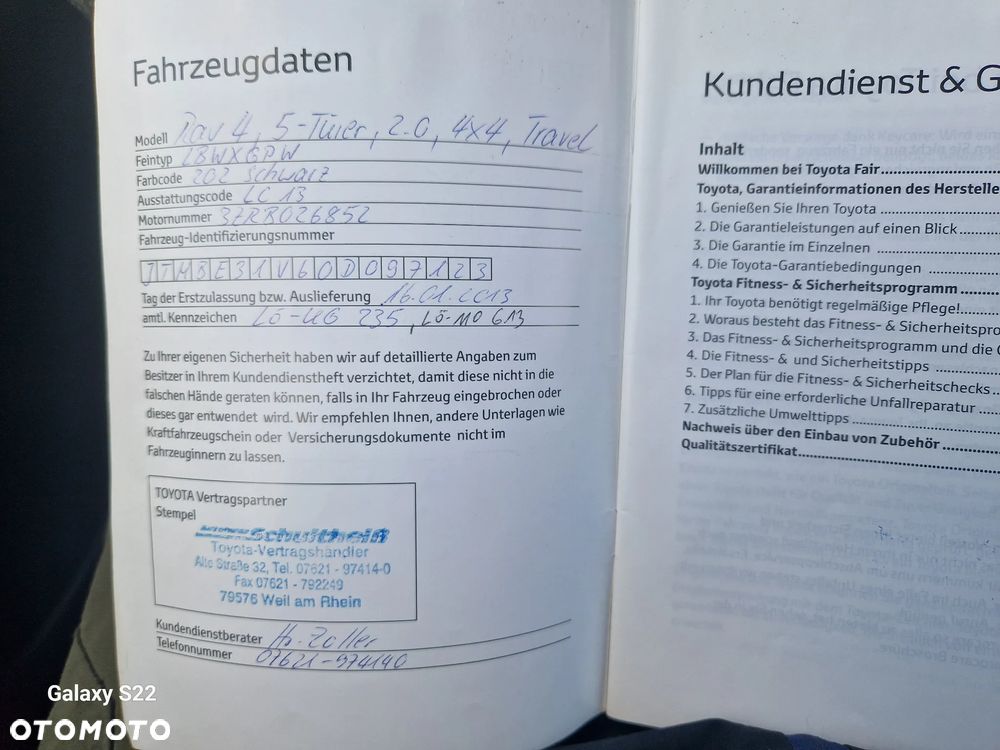 Fahrzeugdaten
Modell Rav 4, 5-Türer, 2.0, 4x4, Travel
Feintyp LBWXGPW
Farbcode 202 Schwarz
Ausstattungscode LC 13
Motornummer 3ZRB026852
Fahrzeug-Identifizierungsnummer
JTMBE31V60D097123
Tag der Erstzulassung bzw. Auslieferung 16.01.2013
amtl. Kennzeichen LÖ-UG 235, LÖ-MO 613
Zu Ihrer eigenen Sicherheit haben wir auf detaillierte Angaben zum
Besitzer in Ihrem Kundendienstheft verzichtet, damit diese nicht in die
falschen Hände geraten können, falls in Ihr Fahrzeug eingebrochen oder
dieses gar entwendet wird. Wir empfehlen Ihnen, andere Unterlagen wie
Kraftfahrzeugschein oder Versicherungsdokumente nicht im
Fahrzeuginnern zu lassen.
TOYOTA Vertragspartner
Stempel
Schultheiß
Toyota-Vertragshändler
Alte Straße 32, Tel. 07621 - 97414-0
Fax 07621 - 792249
79576 Weil am Rhein
Kundendienstberater Hr. Zoller
Telefonnummer 07621-974140
Kundendienst & G
Inhalt
Willkommen bei Toyota Fair
Toyota, Garantieinformationen des Herstelle
1. Genießen Sie Ihren Toyota
2. Die Garantieleistungen auf einen Blick
3. Die Garantie im Einzelnen
4. Die Toyota-Garantiebedingungen
Toyota Fitness- & Sicherheitsprogramm
1. Ihr Toyota benötigt regelmäßige Pflege!
2. Woraus besteht das Fitness- & Sicherheitspro
3. Das Fitness- & Sicherheitsprogramm und die G
4. Die Fitness- & und Sicherheitstipps
5. Der Plan für die Fitness- & Sicherheitschecks
6. Tipps für eine erforderliche Unfallreparatur
7. Zusätzliche Umwelttipps
Nachweis über den Einbau von Zubehör
Qualitätszertifikat
Galaxy S22
OTOMOTO